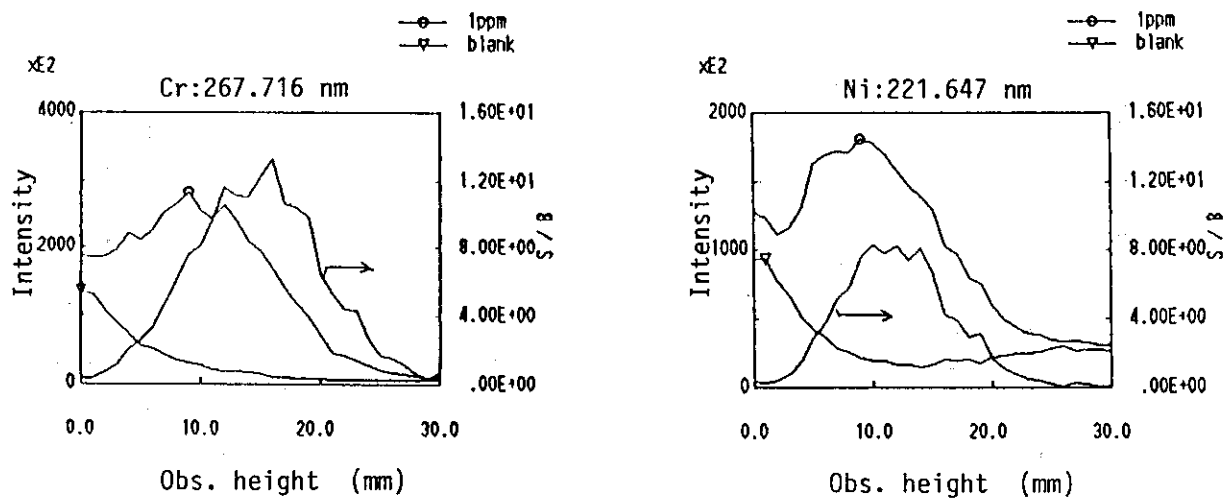 1ppm
blank
xE2
Cr:267.716 nm
4000
2000
0
Intensity
1.60E+01
1.20E+01
8.00E+00
4.00E+00
.00E+00
S/B
0.0 10.0 20.0 30.0
Obs. height (mm)
1ppm
blank
xE2
Ni:221.647 nm
2000
1000
0
Intensity
1.60E+01
1.20E+01
8.00E+00
4.00E+00
.00E+00
S/B
0.0 10.0 20.0 30.0
Obs. height (mm)